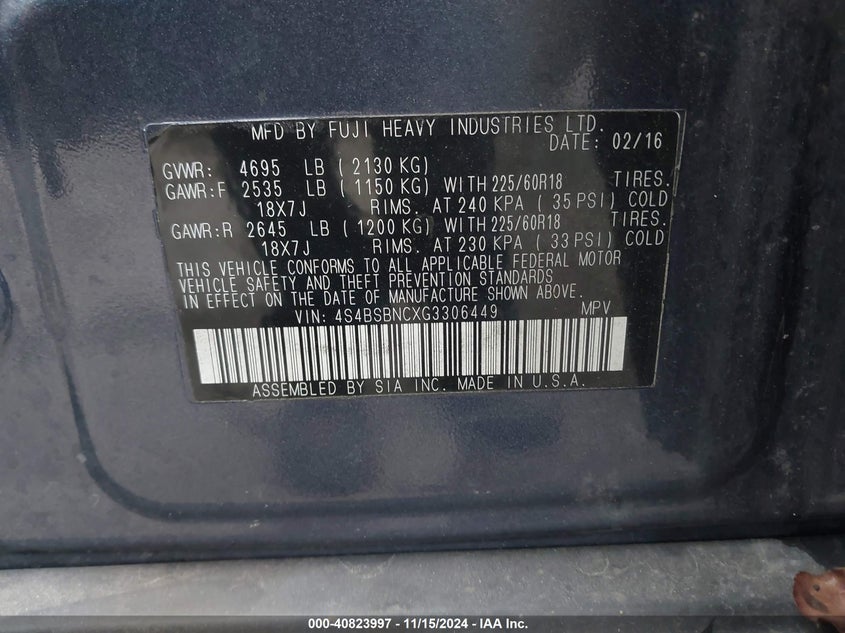 MFD BY FUJI HEAVY INDUSTRIES LTD.
DATE: 02/16
GVWR: 4695 LB ( 2130 KG)
GAWR:F 2535 LB ( 1150 KG) WITH 225/60R18 TIRES.
18X7J RIMS. AT 240 KPA ( 35 PSI) COLD
GAWR:R 2645 LB ( 1200 KG) WITH 225/60R18 TIRES.
18X7J RIMS. AT 230 KPA ( 33 PSI) COLD
THIS VEHICLE CONFORMS TO ALL APPLICABLE FEDERAL MOTOR
VEHICLE SAFETY AND THEFT PREVENTION STANDARDS
IN EFFECT ON THE DATE OF MANUFACTURE SHOWN ABOVE.
VIN: 4S4BSBNCXG3306449 MPV
ASSEMBLED BY SIA INC. MADE IN U.S.A.
000-40823997 - 11/15/2024 - IAA Inc.